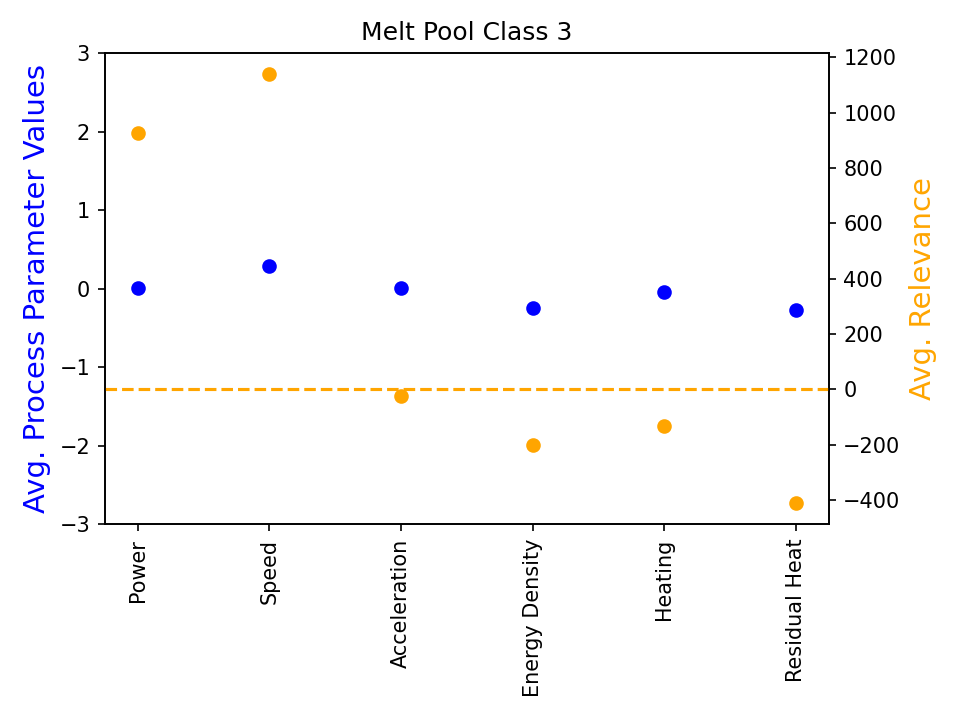 Melt Pool Class 3
Avg. Process Parameter Values
3
2
1
0
−1
−2
−3
1200
1000
800
600
400
200
0
−200
−400
Avg. Relevance
Power
Speed
Acceleration
Energy Density
Heating
Residual Heat